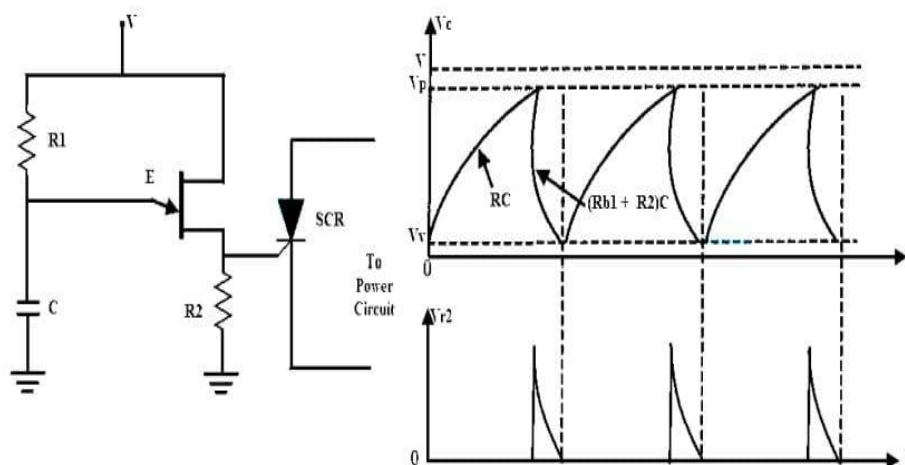 V
R1
E
C
R2
SCR
To
Power
Circuit
Vc
V
Vp
RC
(Rb1 + R2)C
Vv
0
Vr2
0